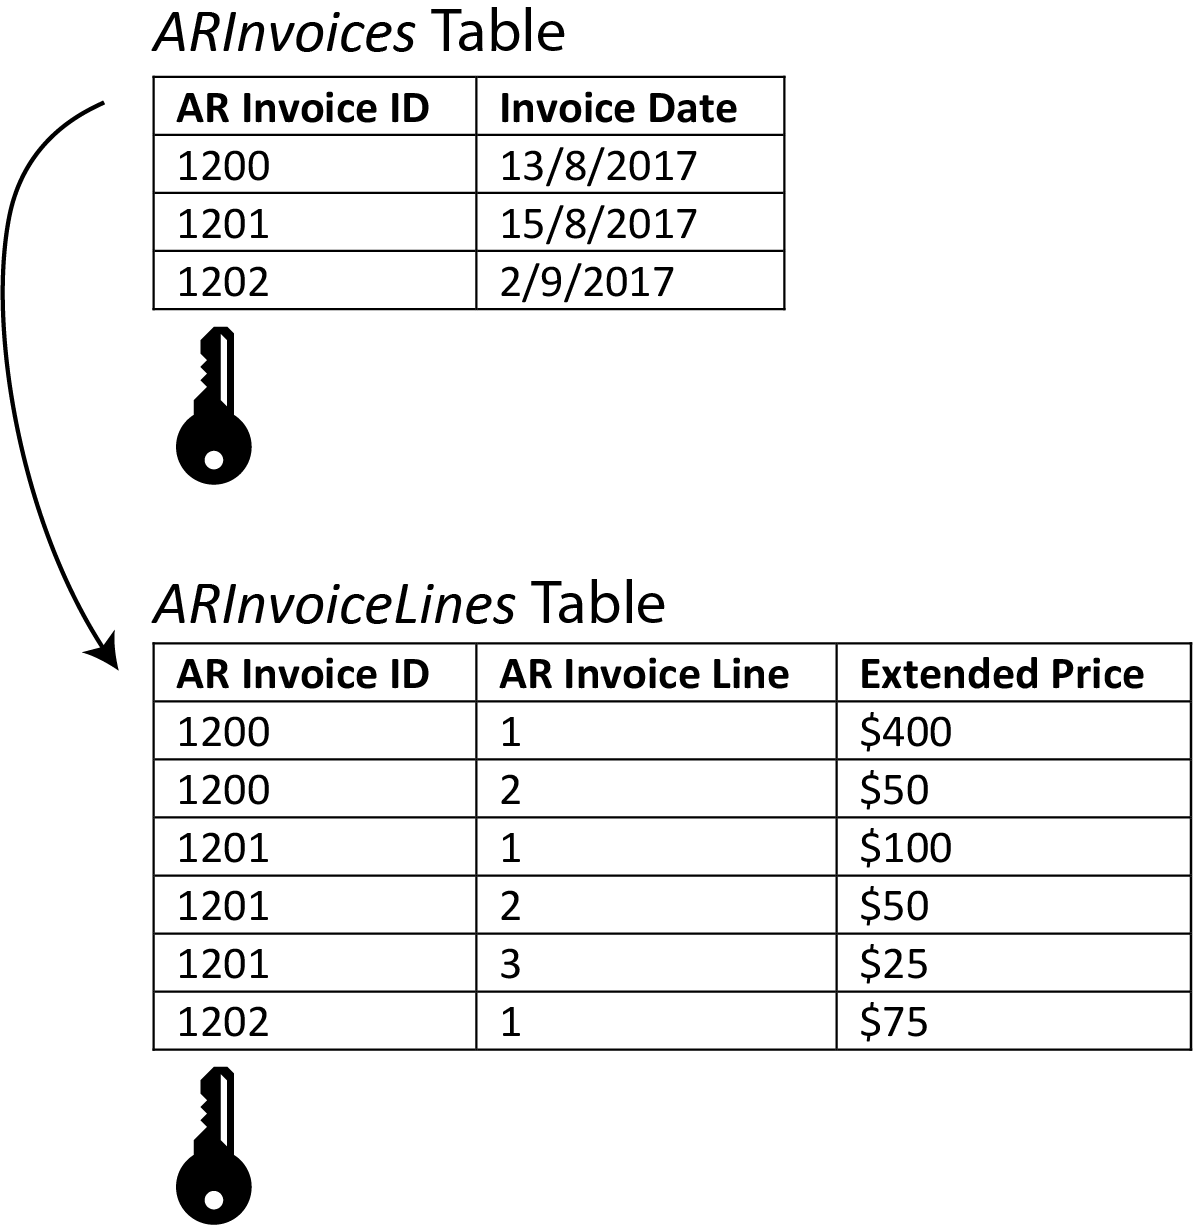 ARInvoices Table
AR Invoice ID Invoice Date
1200 13/8/2017
1201 15/8/2017
1202 2/9/2017
ARInvoiceLines Table
AR Invoice ID AR Invoice Line Extended Price
1200 1 $400
1200 2 $50
1201 1 $100
1201 2 $50
1201 3 $25
1202 1 $75